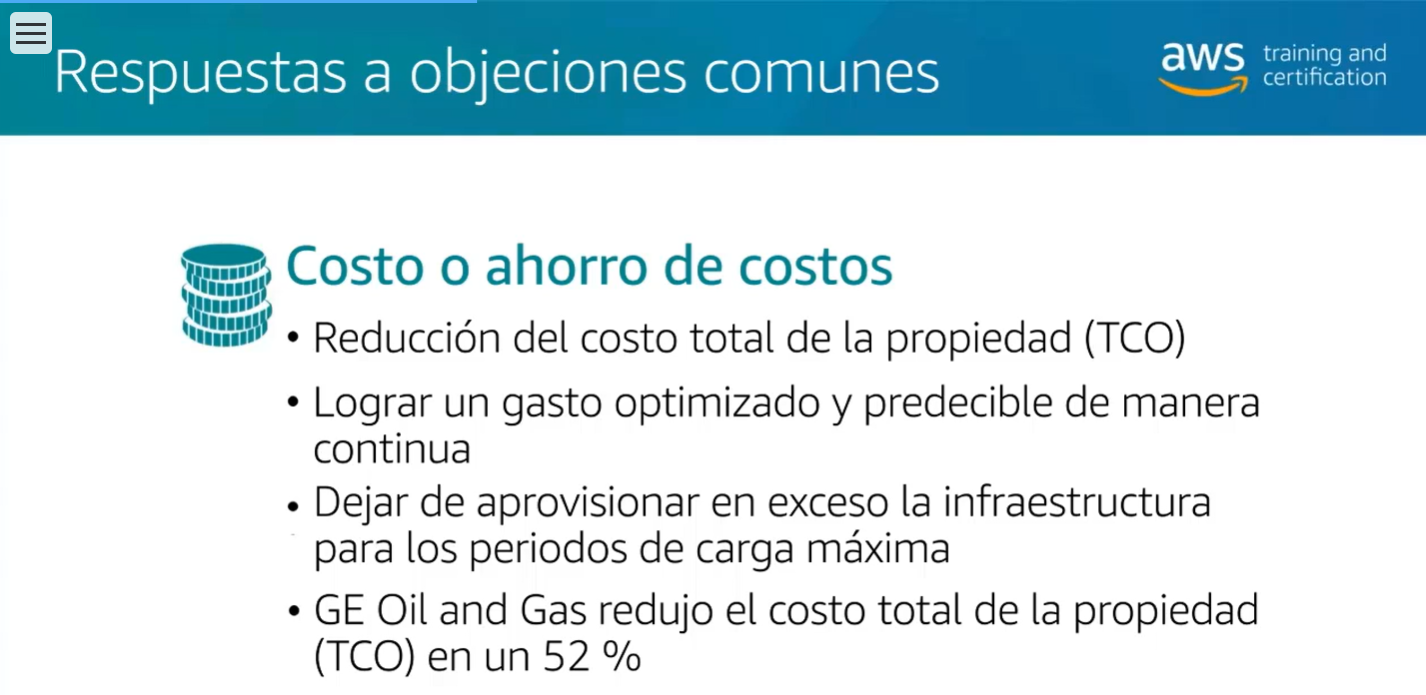 Respuestas a objeciones comunes
aws training and
certification
Costo o ahorro de costos
• Reducción del costo total de la propiedad (TCO)
• Lograr un gasto optimizado y predecible de manera
continua
• Dejar de aprovisionar en exceso la infraestructura
para los periodos de carga máxima
• GE Oil and Gas redujo el costo total de la propiedad
(TCO) en un 52 %